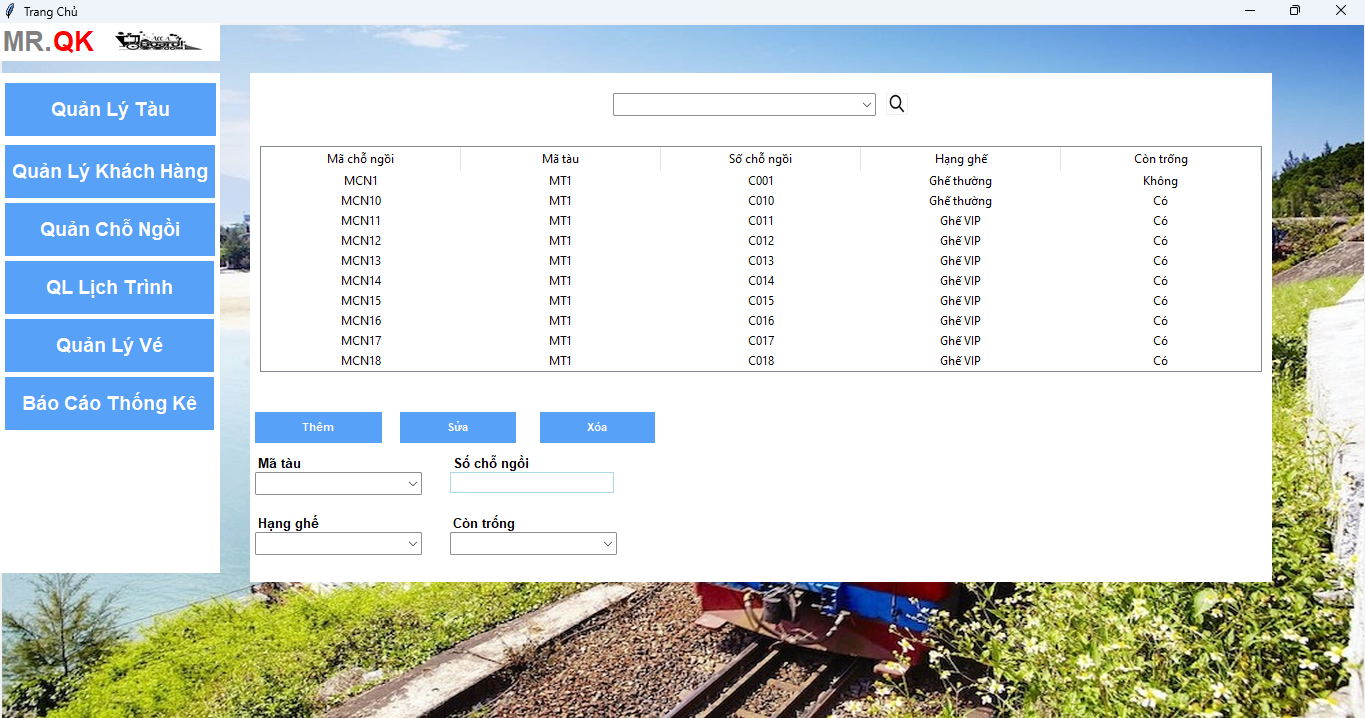 Trang Chủ
MR.QK
Quản Lý Tàu
Quản Lý Khách Hàng
Quản Chỗ Ngồi
QL Lịch Trình
Quản Lý Vé
Báo Cáo Thống Kê
Mã chỗ ngồi Mã tàu Số chỗ ngồi Hạng ghế Còn trống
MCN1 MT1 C001 Ghế thường Không
MCN10 MT1 C010 Ghế thường Có
MCN11 MT1 C011 Ghế VIP Có
MCN12 MT1 C012 Ghế VIP Có
MCN13 MT1 C013 Ghế VIP Có
MCN14 MT1 C014 Ghế VIP Có
MCN15 MT1 C015 Ghế VIP Có
MCN16 MT1 C016 Ghế VIP Có
MCN17 MT1 C017 Ghế VIP Có
MCN18 MT1 C018 Ghế VIP Có
Thêm Sửa Xóa
Mã tàu Số chỗ ngồi
Hạng ghế Còn trống